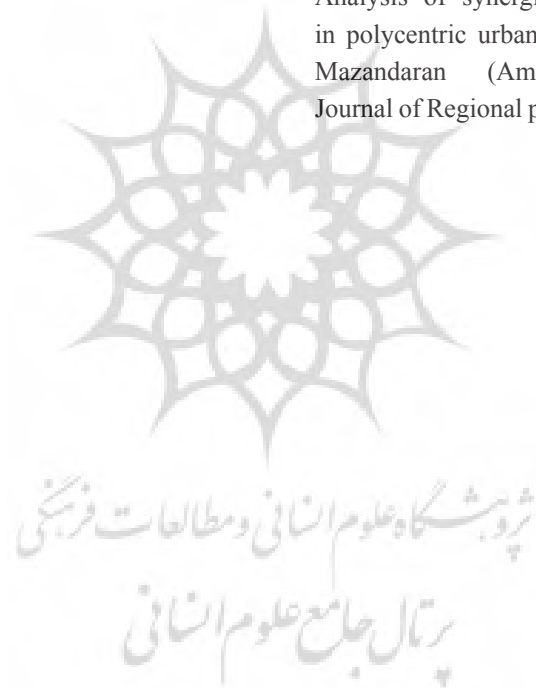 Analysis of synerg
in polycentric urban
Mazandaran (Am
Journal of Regional p
پژوهشگاه علوم انسانی و مطالعات فرهنگی
پرتال جامع علوم انسانی